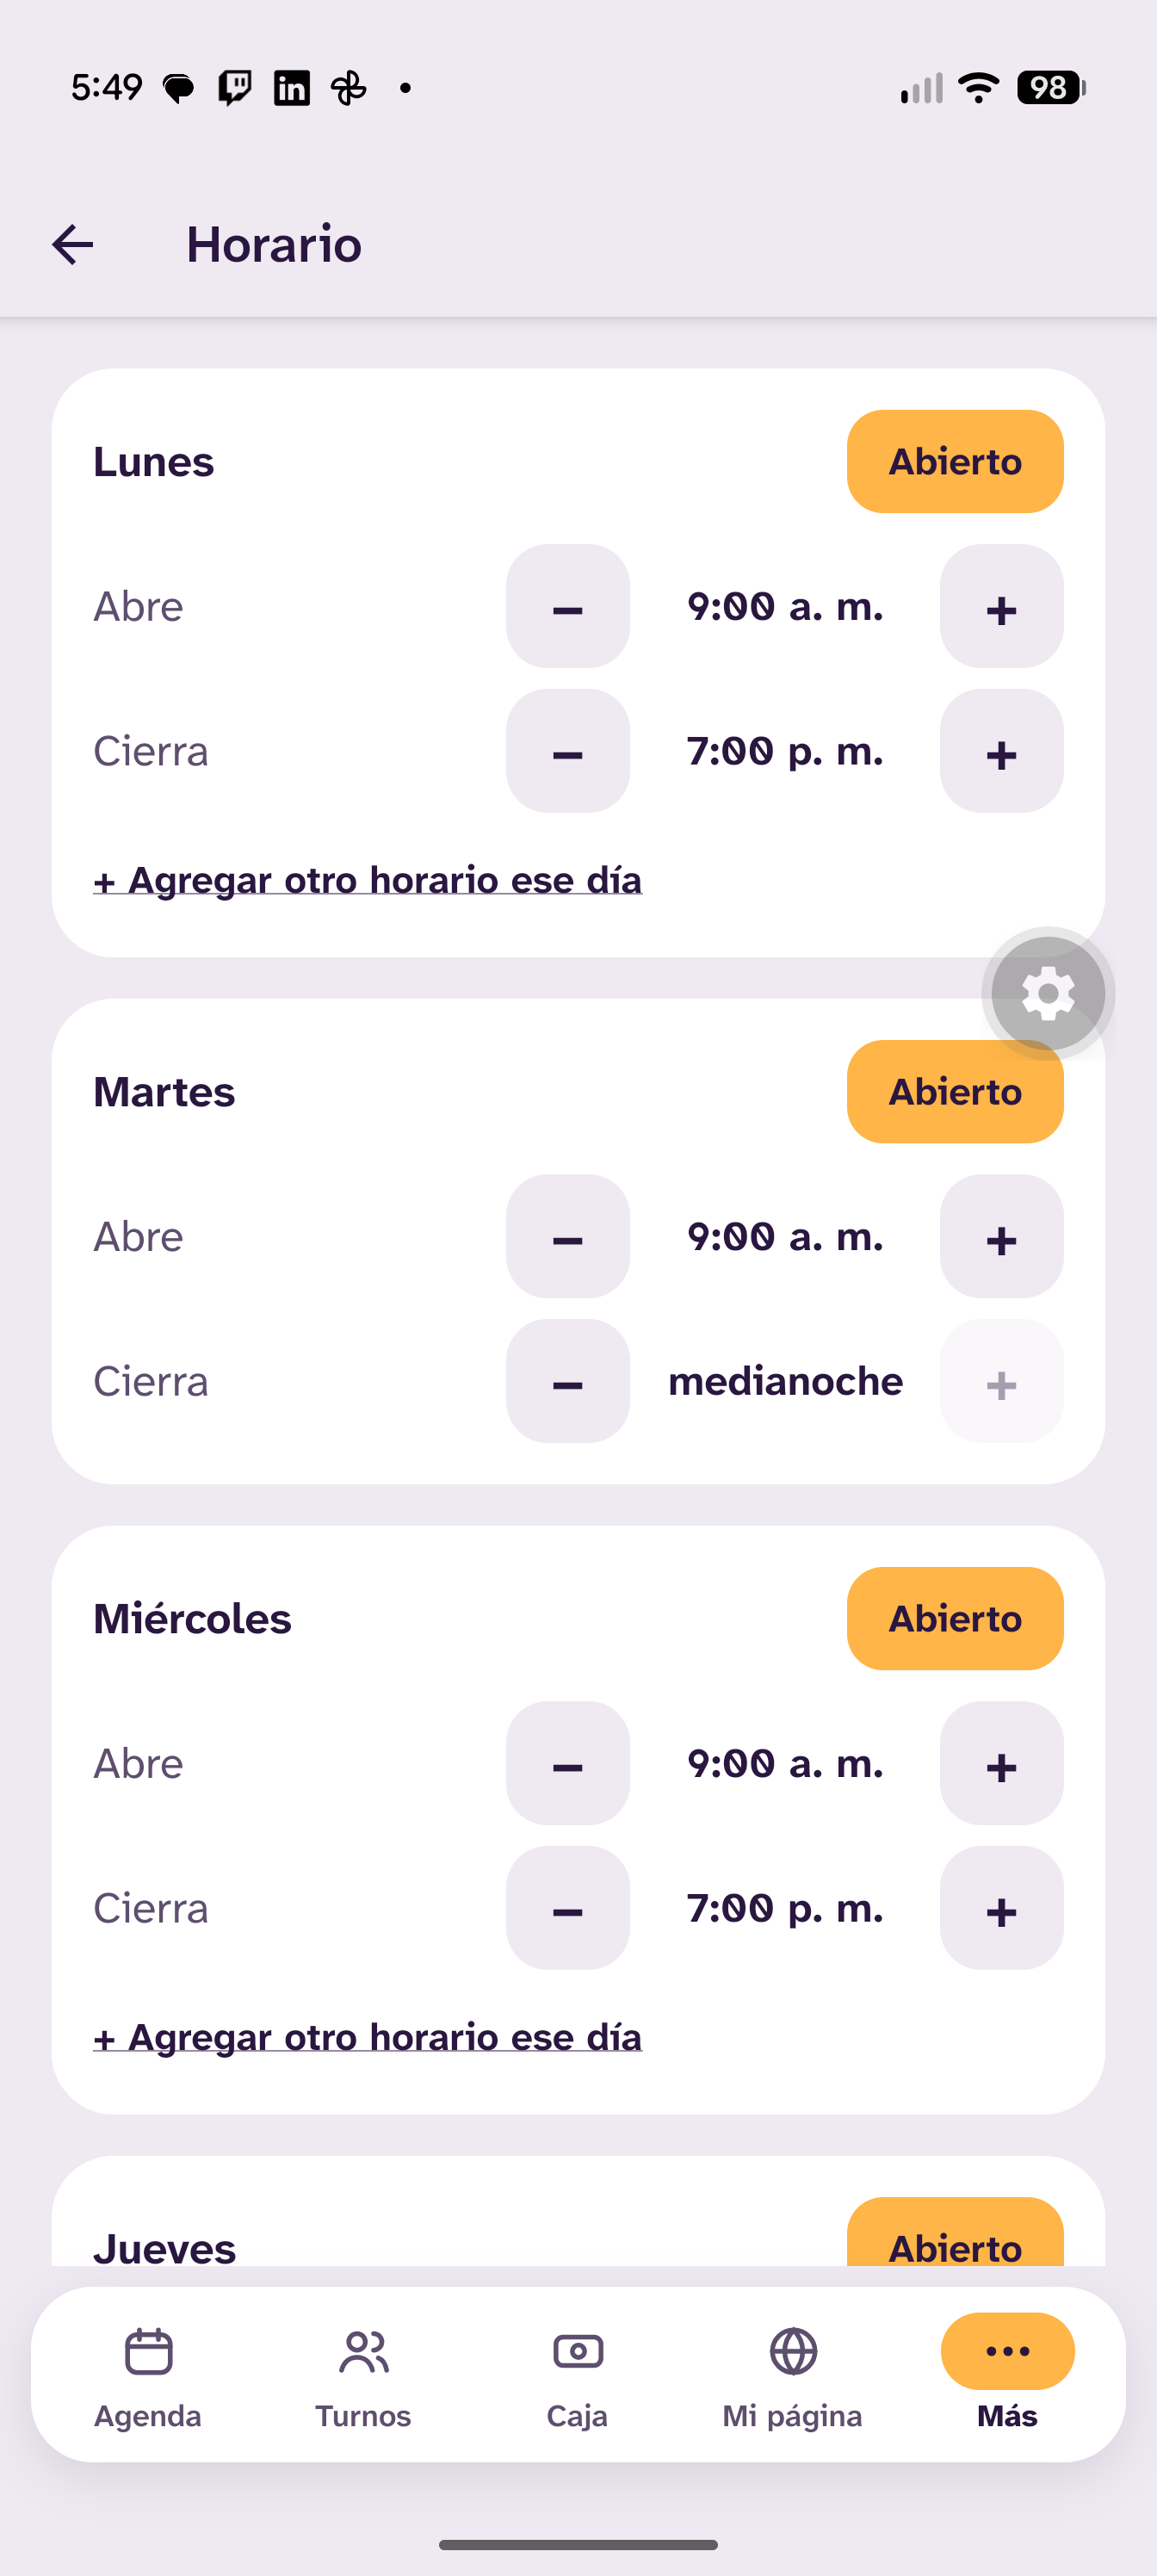 5:49
98
Horario
Lunes
Abierto
Abre
–
9:00 a. m.
+
Cierra
–
7:00 p. m.
+
+ Agregar otro horario ese día
Martes
Abierto
Abre
–
9:00 a. m.
+
Cierra
–
medianoche
+
Miércoles
Abierto
Abre
–
9:00 a. m.
+
Cierra
–
7:00 p. m.
+
+ Agregar otro horario ese día
Jueves
Abierto
Agenda
Turnos
Caja
Mi página
Más